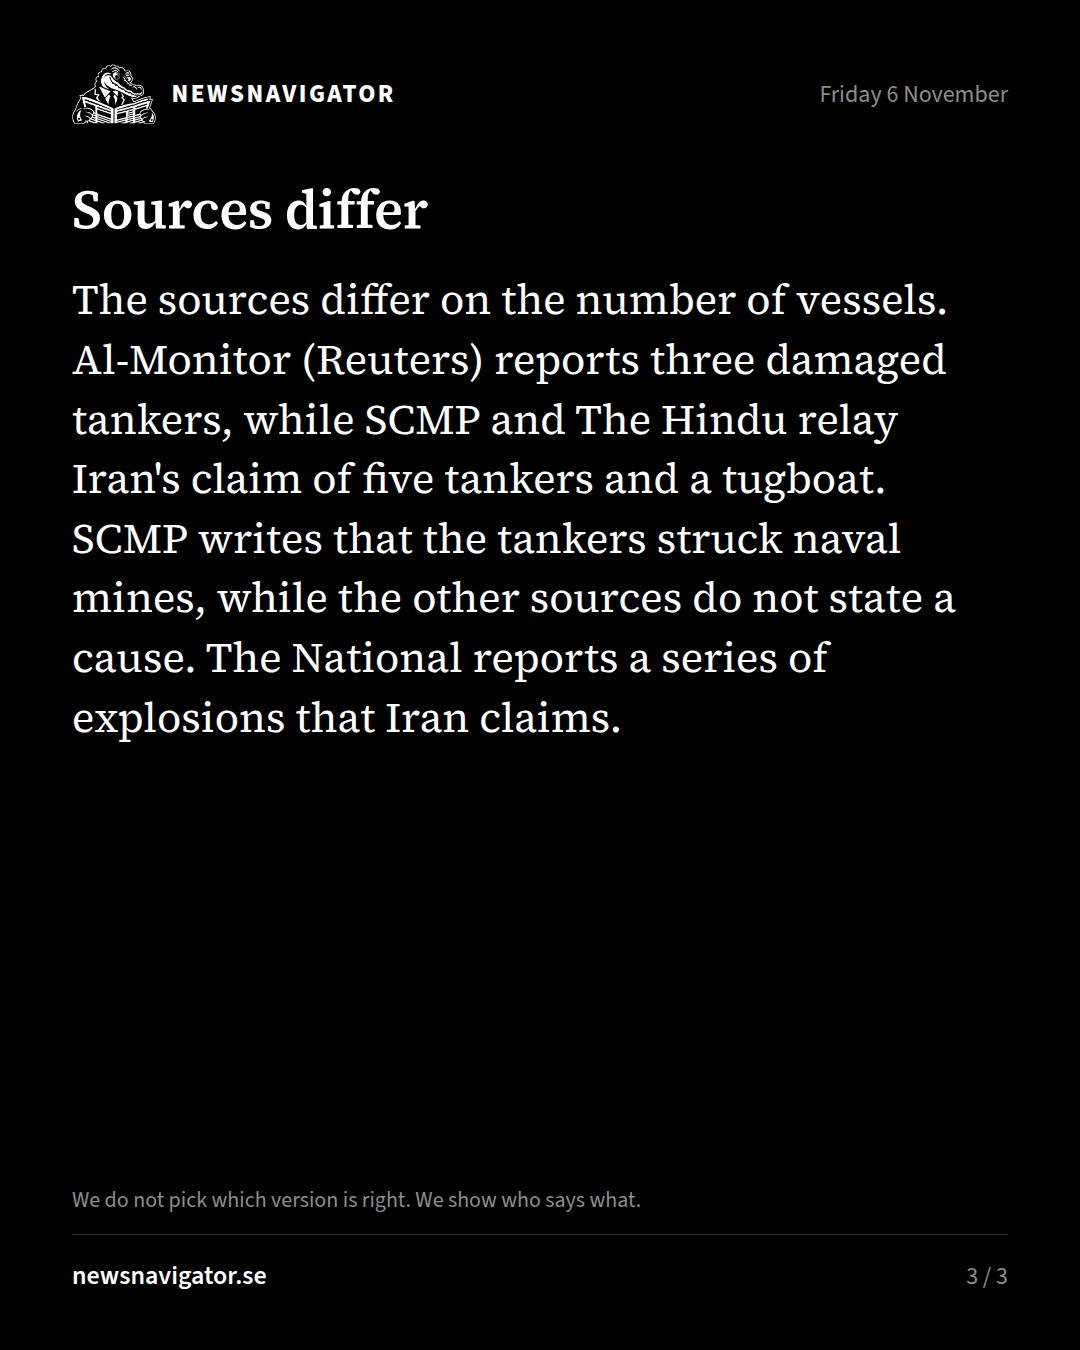 NEWSNAVIGATOR
Friday 6 November
Sources differ
The sources differ on the number of vessels.
Al-Monitor (Reuters) reports three damaged
tankers, while SCMP and The Hindu relay
Iran's claim of five tankers and a tugboat.
SCMP writes that the tankers struck naval
mines, while the other sources do not state a
cause. The National reports a series of
explosions that Iran claims.
We do not pick which version is right. We show who says what.
newsnavigator.se
3 / 3